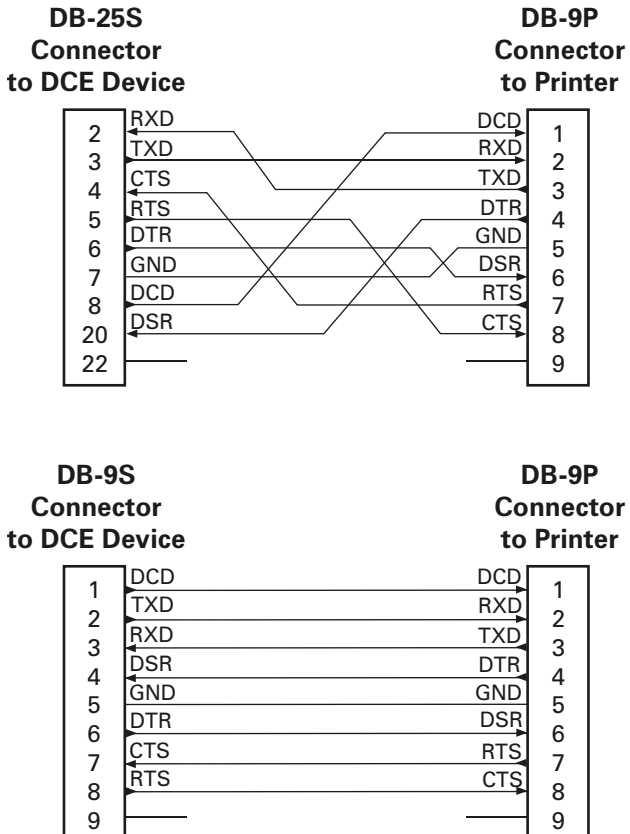 DB-25S
Connector
to DCE Device
DB-9P
Connector
to Printer
2 RXD DCD 1
3 TXD RXD 2
4 CTS TXD 3
5 RTS DTR 4
6 DTR GND 5
7 GND DSR 6
8 DCD RTS 7
20 DSR CTS 8
22 9
DB-9S
Connector
to DCE Device
DB-9P
Connector
to Printer
1 DCD DCD 1
2 TXD RXD 2
3 RXD TXD 3
4 DSR DTR 4
5 GND GND 5
6 DTR DSR 6
7 CTS RTS 7
8 RTS CTS 8
9 9